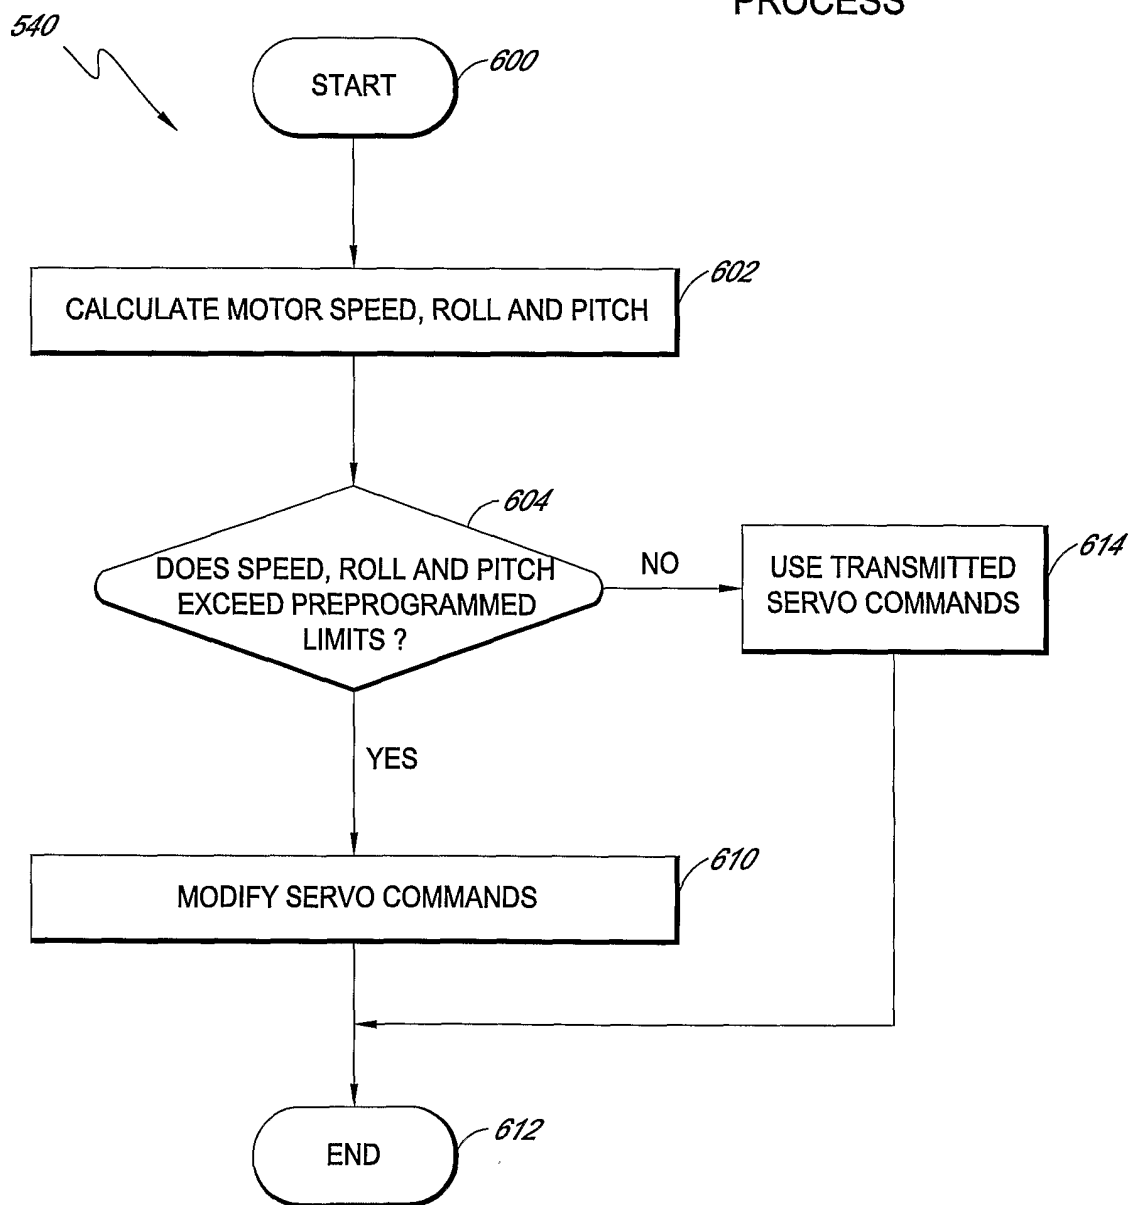 PROCESS
540
START
600
602
CALCULATE MOTOR SPEED, ROLL AND PITCH
604
DOES SPEED, ROLL AND PITCH
EXCEED PREPROGRAMMED
LIMITS ?
NO
USE TRANSMITTED
SERVO COMMANDS
614
YES
610
MODIFY SERVO COMMANDS
END
612